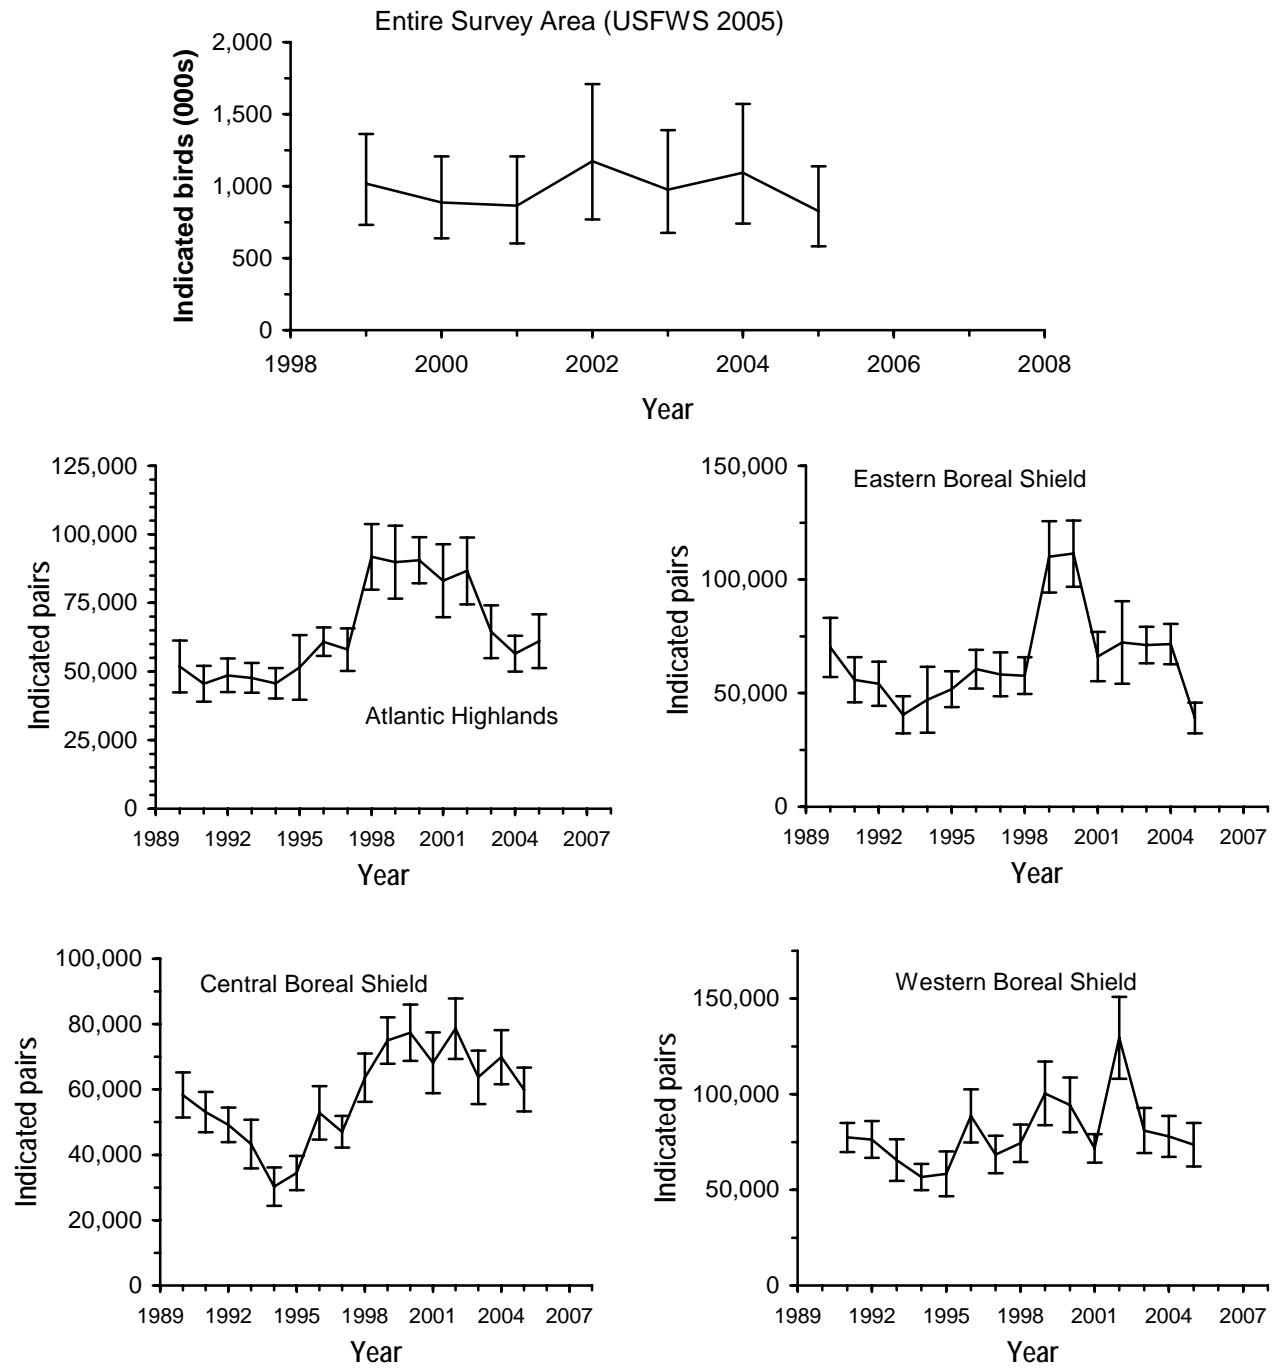 Entire Survey Area (USFWS 2005)
Indicated birds (000s)
2,000
1,500
1,000
500
0
1998 2000 2002 2004 2006 2008
Year
Atlantic Highlands
Indicated pairs
125,000
100,000
75,000
50,000
25,000
0
1989 1992 1995 1998 2001 2004 2007
Year
Eastern Boreal Shield
Indicated pairs
150,000
100,000
50,000
0
1989 1992 1995 1998 2001 2004 2007
Year
Central Boreal Shield
Indicated pairs
100,000
80,000
60,000
40,000
20,000
0
1989 1992 1995 1998 2001 2004 2007
Year
Western Boreal Shield
Indicated pairs
150,000
100,000
50,000
0
1989 1992 1995 1998 2001 2004 2007
Year